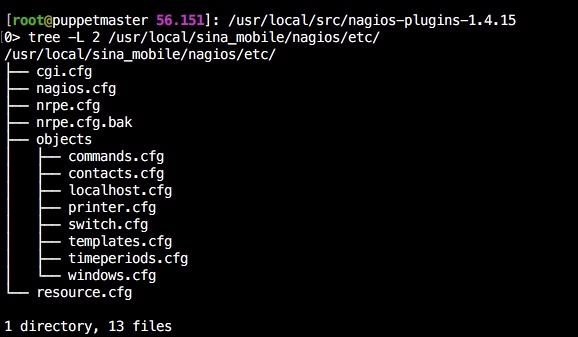 [root@puppetmaster 56.151]: /usr/local/src/nagios-plugins-1.4.15
0> tree -L 2 /usr/local/sina_mobile/nagios/etc/
/usr/local/sina_mobile/nagios/etc/
├── cgi.cfg
├── nagios.cfg
├── nrpe.cfg
├── nrpe.cfg.bak
├── objects
│   ├── commands.cfg
│   ├── contacts.cfg
│   ├── localhost.cfg
│   ├── printer.cfg
│   ├── switch.cfg
│   ├── templates.cfg
│   ├── timeperiods.cfg
│   └── windows.cfg
└── resource.cfg

1 directory, 13 files